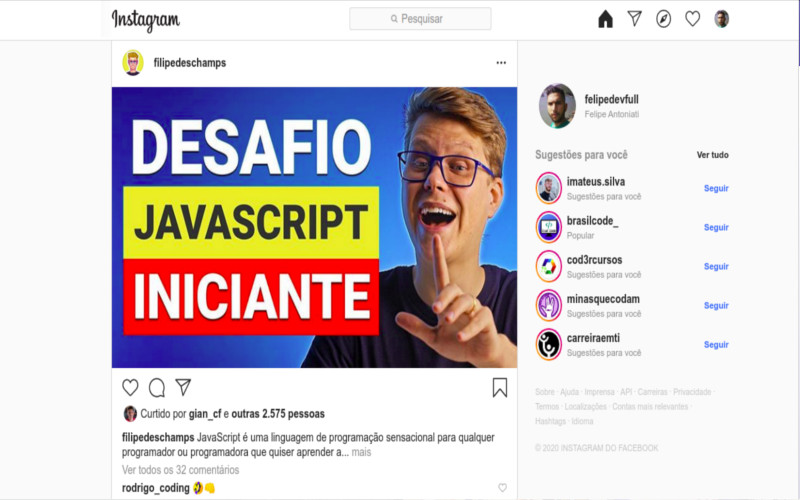 Instagram
Pesquisar
filipedeschamps
DESAFIO
JAVASCRIPT
INICIANTE
Curtido por gian_cf e outras 2.575 pessoas
filipedeschamps JavaScript é uma linguagem de programação sensacional para qualquer
programador ou programadora que quiser aprender a... mais
Ver todos os 32 comentários
rodrigo_coding 🤣👊
felipedevfull
Felipe Antoniati
Sugestões para você
Ver tudo
imateus.silva
Sugestões para você
Seguir
brasilcode_
Popular
Seguir
cod3rcursos
Sugestões para você
Seguir
minasquecodam
Sugestões para você
Seguir
carreiraemti
Sugestões para você
Seguir
Sobre · Ajuda · Imprensa · API · Carreiras · Privacidade ·
Termos · Localizações · Contas mais relevantes ·
Hashtags · Idioma
© 2020 INSTAGRAM DO FACEBOOK